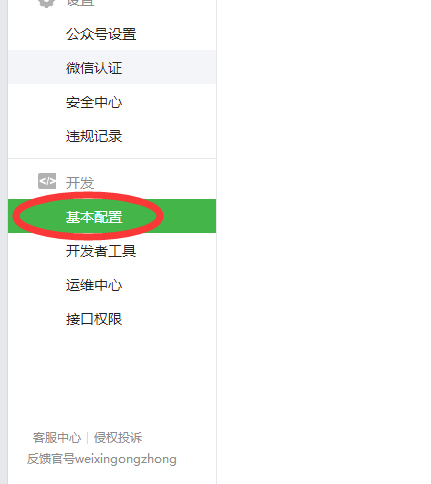 设置
公众号设置
微信认证
安全中心
违规记录
</> 开发
基本配置
开发者工具
运维中心
接口权限
客服中心 | 侵权投诉
反馈官号weixingongzhong